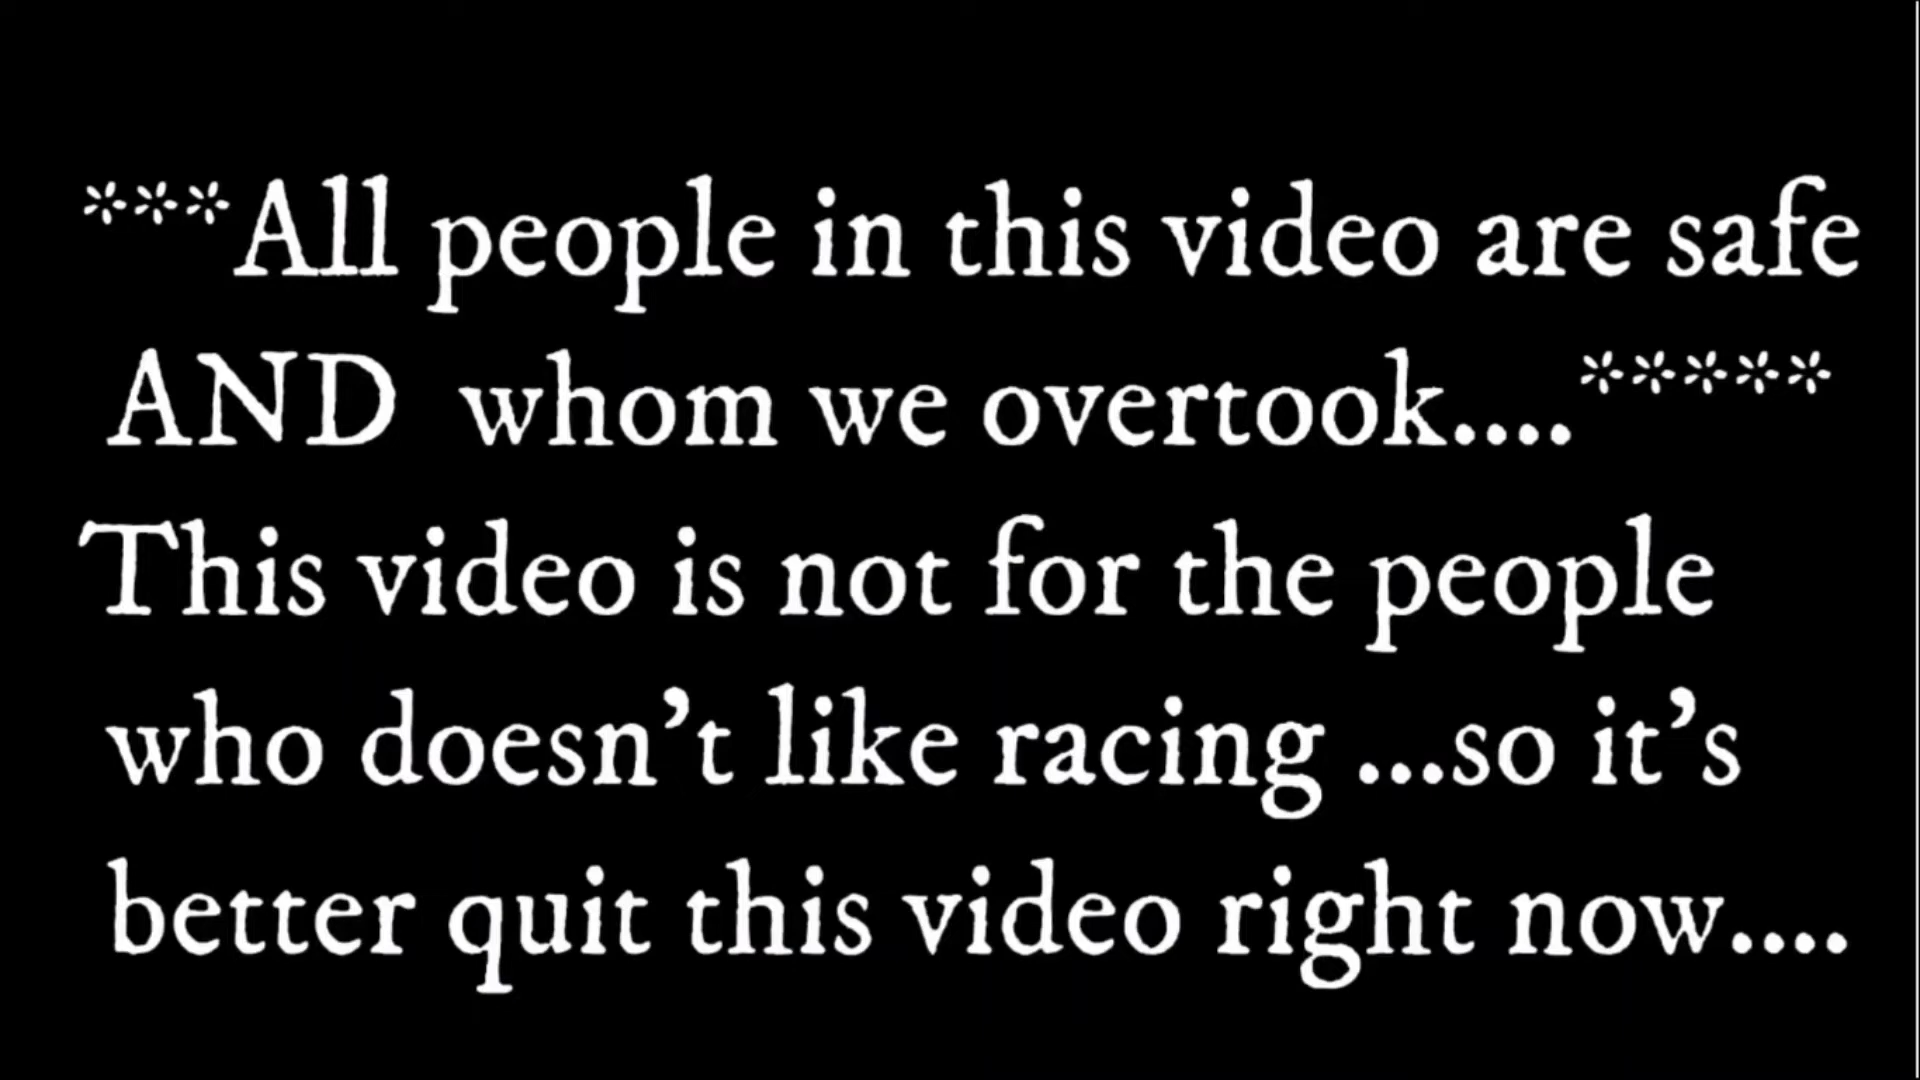 ***All people in this video are safe
AND whom we overtook....*****
This video is not for the people
who doesn't like racing ...so it's
better quit this video right now....